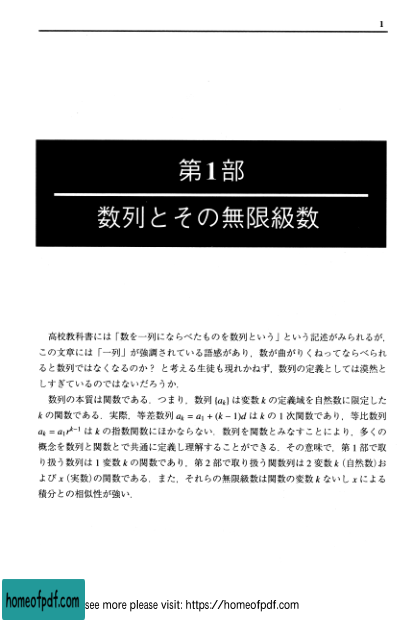 1
第1部
数列とその無限級数
高校教科書には「数を一列にならべたものを数列という」という記述がみられるが,
この文章には「一列」が強調されている語感があり, 数が曲がりくねってならべられ
ると数列ではなくなるのか? と考える生徒も現れかねず, 数列の定義としては漠然と
しすぎているのではないだろうか.
数列の本質は関数である. つまり, 数列 {aₖ} は変数 k の定義域を自然数に限定した
k の関数である. 実際, 等差数列 aₖ = a₁ + (k − 1)d は k の 1 次関数であり, 等比数列
aₖ = a₁rᵏ⁻¹ は k の指数関数にほかならない. 数列を関数とみなすことにより, 多くの
概念を数列と関数とで共通に定義し理解することができる. その意味で, 第 1 部で取
り扱う数列は 1 変数 k の関数であり, 第 2 部で取り扱う関数列は 2 変数 k (自然数) お
よび x (実数) の関数である. また, それらの無限級数は関数の変数 k ないし x による
積分との相似性が強い.
homeofpdf.com
see more please visit: https://homeofpdf.com